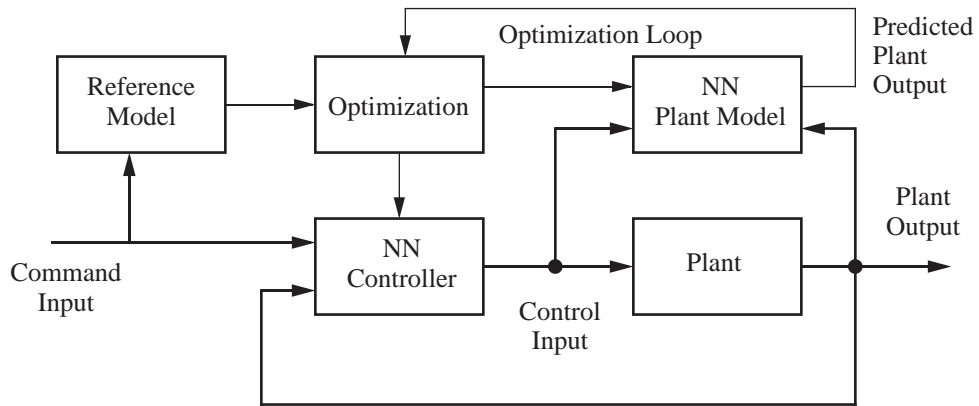 Optimization Loop
Predicted
Plant
Output
Reference
Model
Optimization
NN
Plant Model
Command
Input
NN
Controller
Control
Input
Plant
Plant
Output